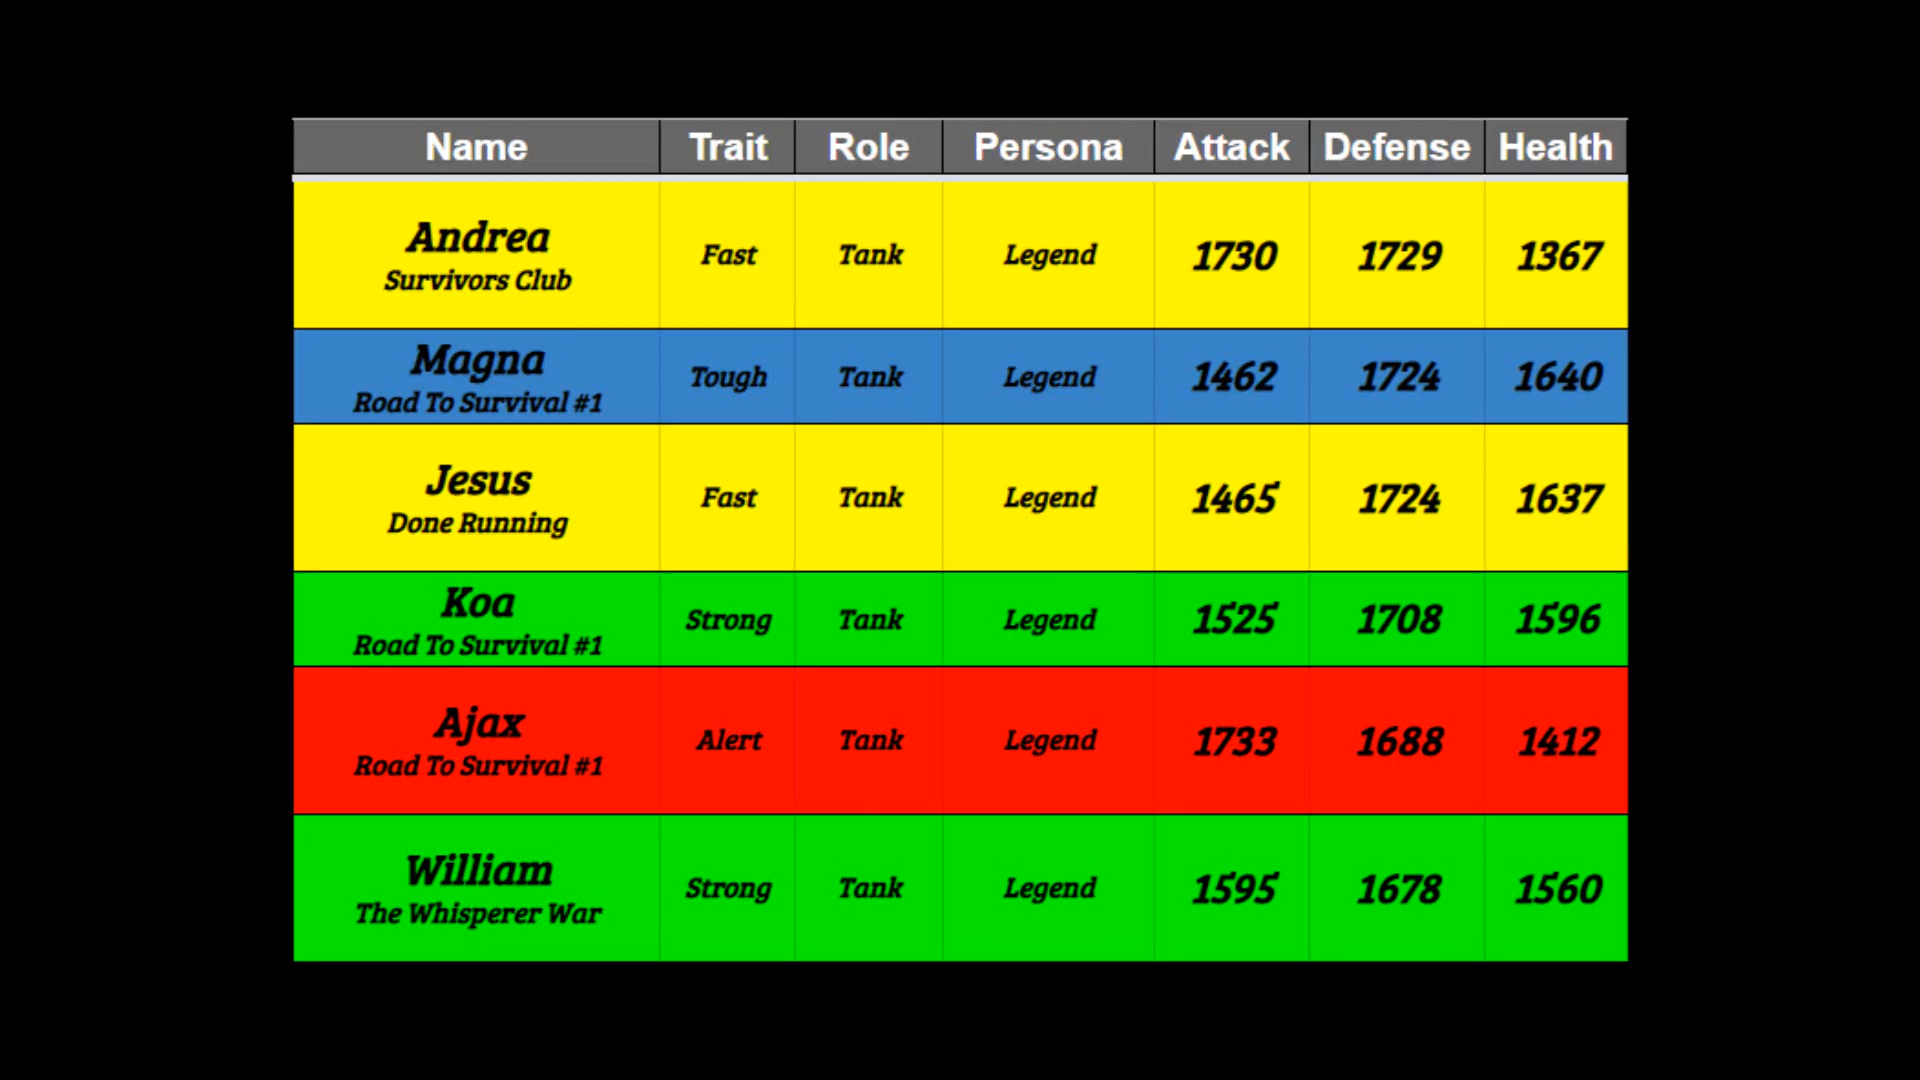 Name Trait Role Persona Attack Defense Health
Andrea
Survivors Club
Fast Tank Legend 1730 1729 1367
Magna
Road To Survival #1
Tough Tank Legend 1462 1724 1640
Jesus
Done Running
Fast Tank Legend 1465 1724 1637
Koa
Road To Survival #1
Strong Tank Legend 1525 1708 1596
Ajax
Road To Survival #1
Alert Tank Legend 1733 1688 1412
William
The Whisperer War
Strong Tank Legend 1595 1678 1560